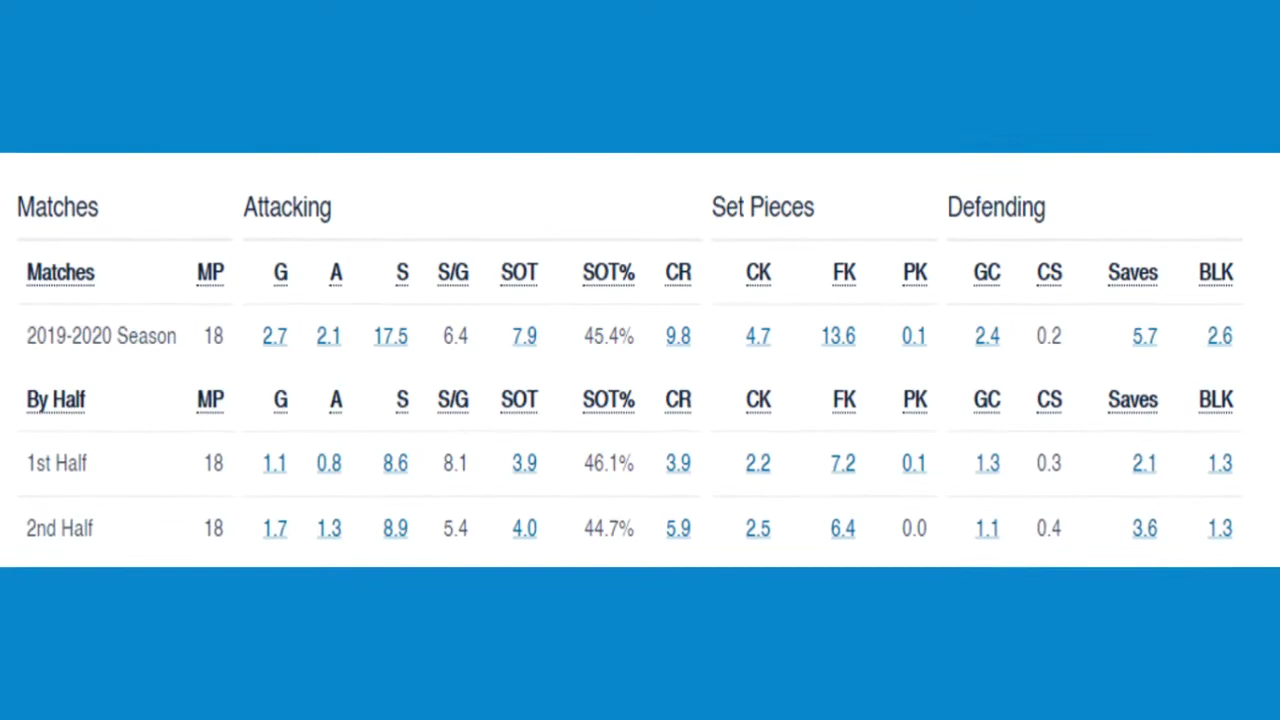 Matches Attacking Set Pieces Defending
Matches MP G A S S/G SOT SOT% CR CK FK PK GC CS Saves BLK
2019-2020 Season 18 2.7 2.1 17.5 6.4 7.9 45.4% 9.8 4.7 13.6 0.1 2.4 0.2 5.7 2.6
By Half MP G A S S/G SOT SOT% CR CK FK PK GC CS Saves BLK
1st Half 18 1.1 0.8 8.6 8.1 3.9 46.1% 3.9 2.2 7.2 0.1 1.3 0.3 2.1 1.3
2nd Half 18 1.7 1.3 8.9 5.4 4.0 44.7% 5.9 2.5 6.4 0.0 1.1 0.4 3.6 1.3